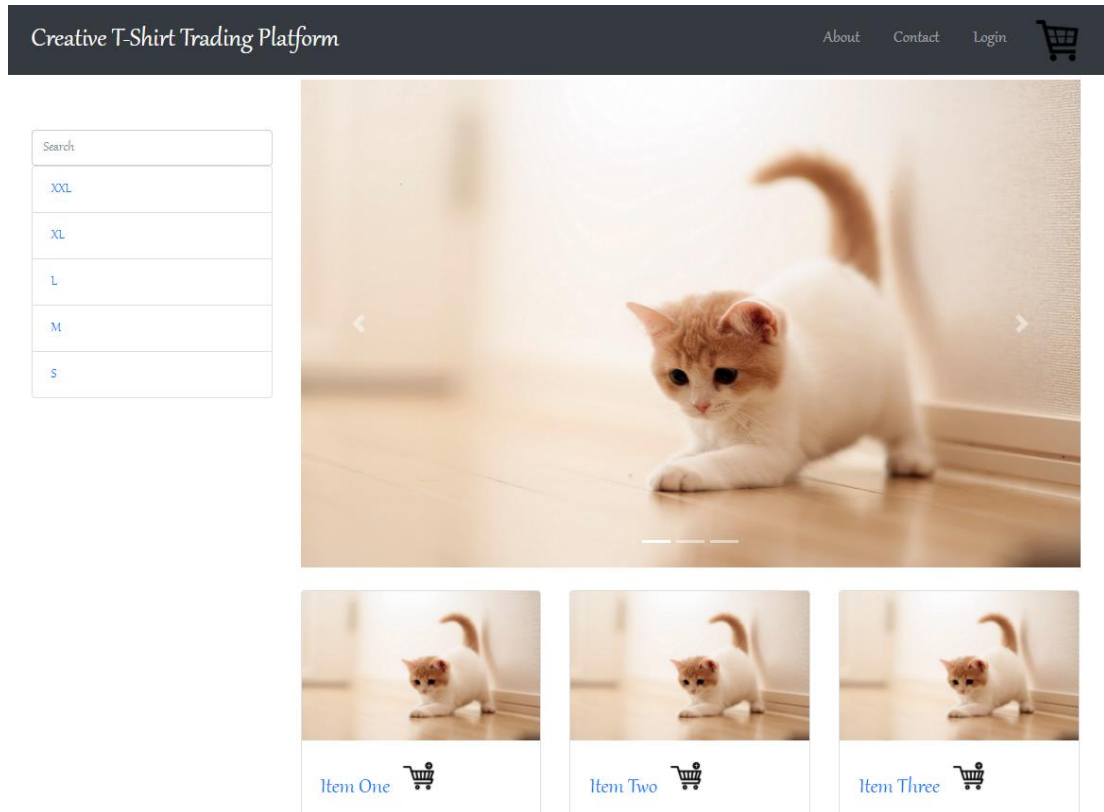 Creative T-Shirt Trading Platform
About Contact Login
Search
XXL
XL
L
M
S
Item One
Item Two
Item Three